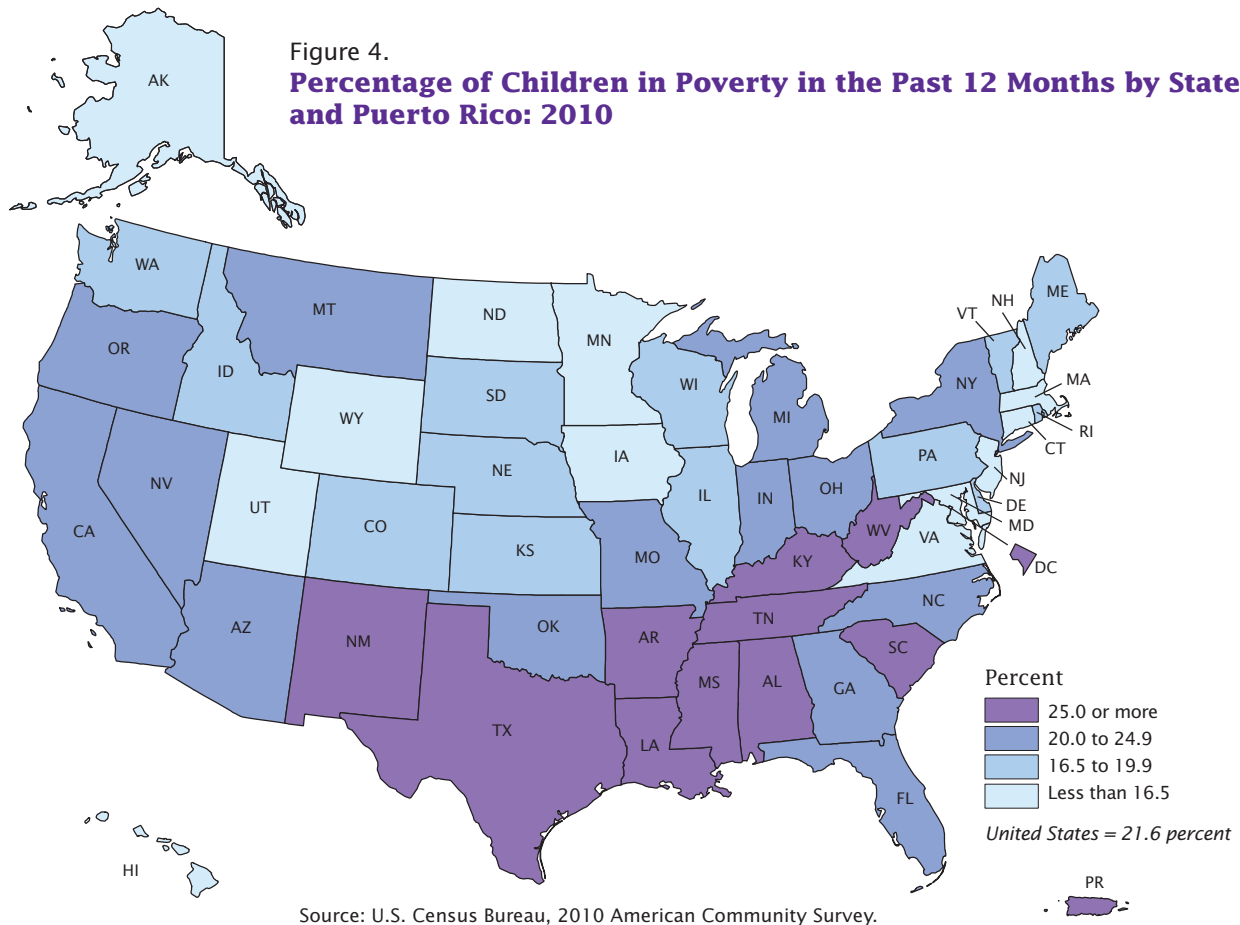 Figure 4.
Percentage of Children in Poverty in the Past 12 Months by State
and Puerto Rico: 2010
AK
WA
MT
ND
MN
VT
NH
ME
OR
ID
WY
SD
WI
MI
NY
MA
RI
CT
NV
UT
CO
NE
IA
IL
IN
OH
PA
NJ
DE
MD
DC
CA
KS
MO
KY
WV
VA
AZ
NM
OK
AR
TN
NC
SC
TX
LA
MS
AL
GA
FL
HI
Percent
25.0 or more
20.0 to 24.9
16.5 to 19.9
Less than 16.5
United States = 21.6 percent
PR
Source: U.S. Census Bureau, 2010 American Community Survey.